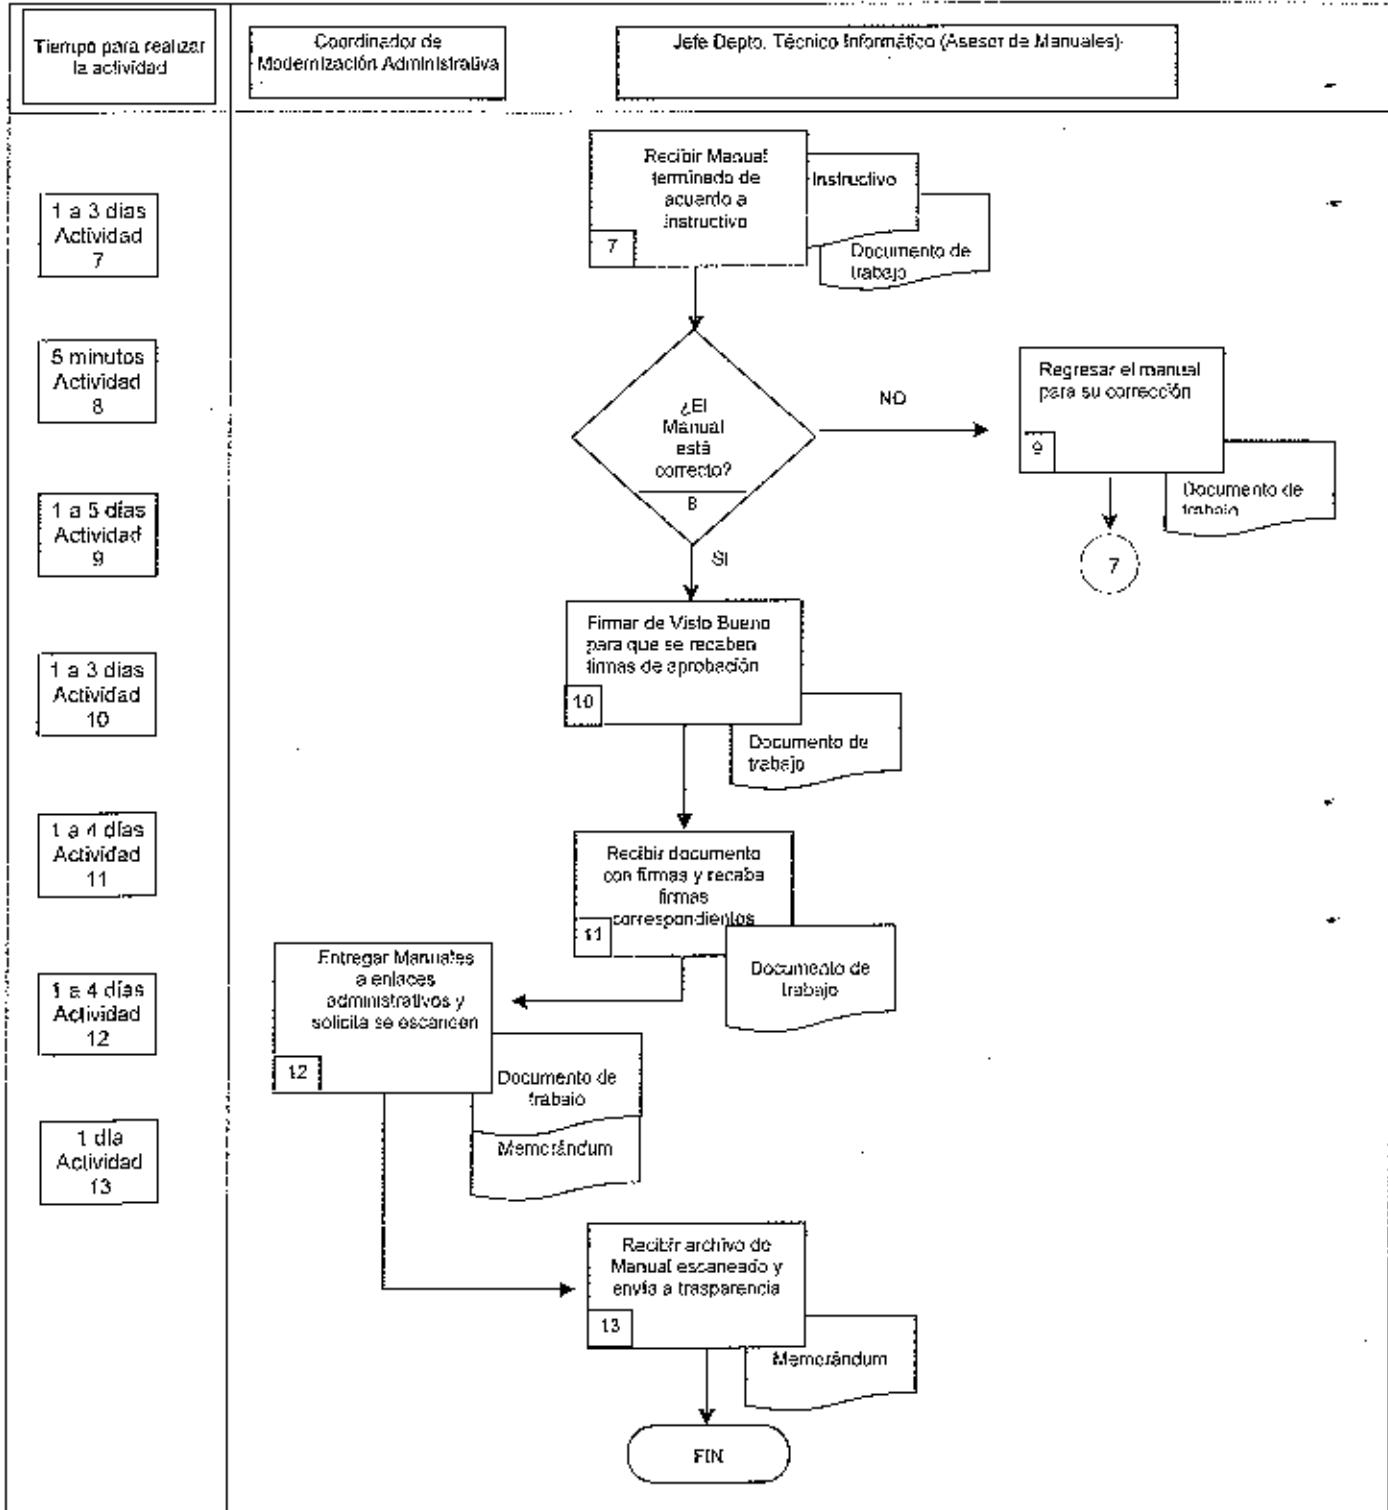 Tiempo para realizar
la actividad
Coordinador de
Modernización Administrativa
Jefe Depto. Técnico Informático (Asesor de Manuales)
1 a 3 días
Actividad
7
Recibir Manual
terminado de
acuerdo a
instructivo
7
Instructivo
Documento de
trabajo
5 minutos
Actividad
8
¿El
Manual
está
correcto?
8
NO
SI
Regresar el manual
para su corrección
9
Documento de
trabajo
7
1 a 5 días
Actividad
9
Firmar de Visto Bueno
para que se recaben
firmas de aprobación
10
Documento de
trabajo
1 a 3 días
Actividad
10
1 a 4 días
Actividad
11
Recibir documento
con firmas y recaba
firmas
correspondientes
11
Documento de
trabajo
1 a 4 días
Actividad
12
Entregar Manuales
a enlaces
administrativos y
solicita se escaneen
12
Documento de
trabajo
Memorándum
1 día
Actividad
13
Recibir archivo de
Manual escaneado y
envía a trasparencia
13
Memorándum
FIN